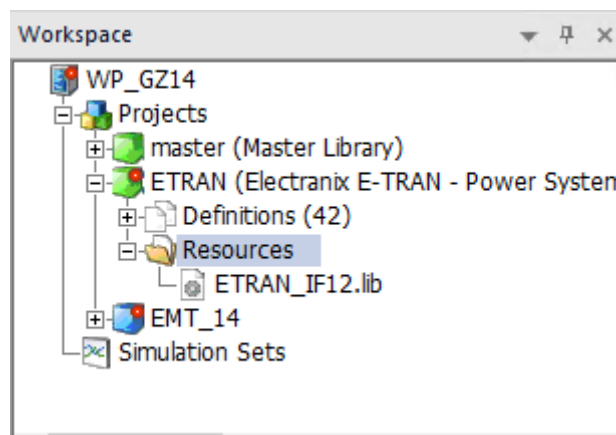 Workspace
WP_GZ14
Projects
master (Master Library)
ETRAN (Electranix E-TRAN - Power System
Definitions (42)
Resources
ETRAN_IF12.lib
EMT_14
Simulation Sets